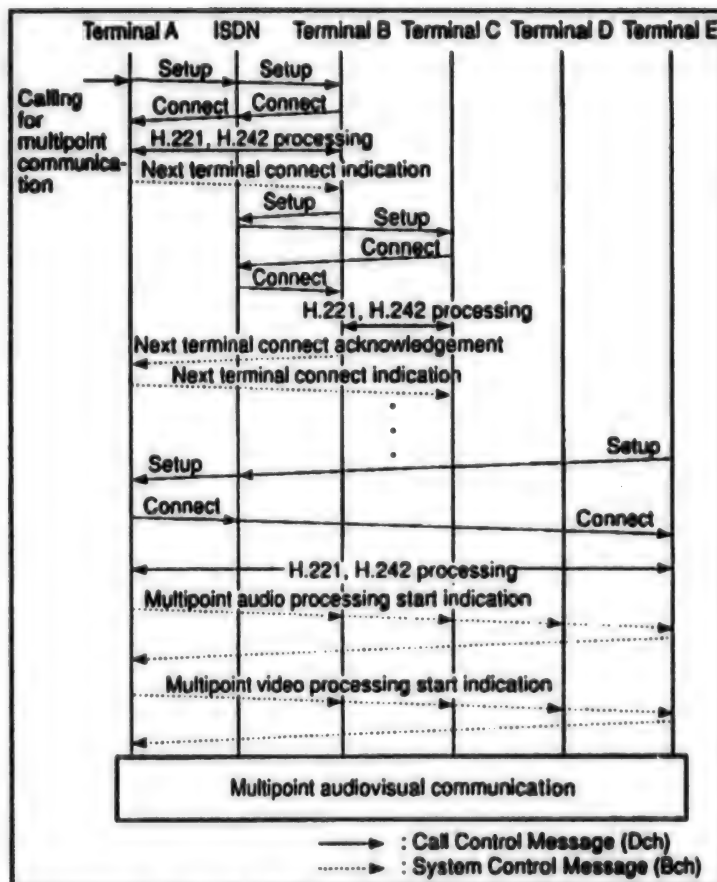 Terminal A ISDN Terminal B Terminal C Terminal D Terminal E
Setup Setup
Calling
for
multipoint
communica-
tion
Connect Connect
H.221, H.242 processing
Next terminal connect indication
Setup
Setup
Connect
Connect
H.221, H.242 processing
Next terminal connect acknowledgement
Next terminal connect indication
Setup
Setup
Connect
Connect
H.221, H.242 processing
Multipoint audio processing start indication
Multipoint video processing start indication
Multipoint audiovisual communication
: Call Control Message (Dch)
: System Control Message (Bch)